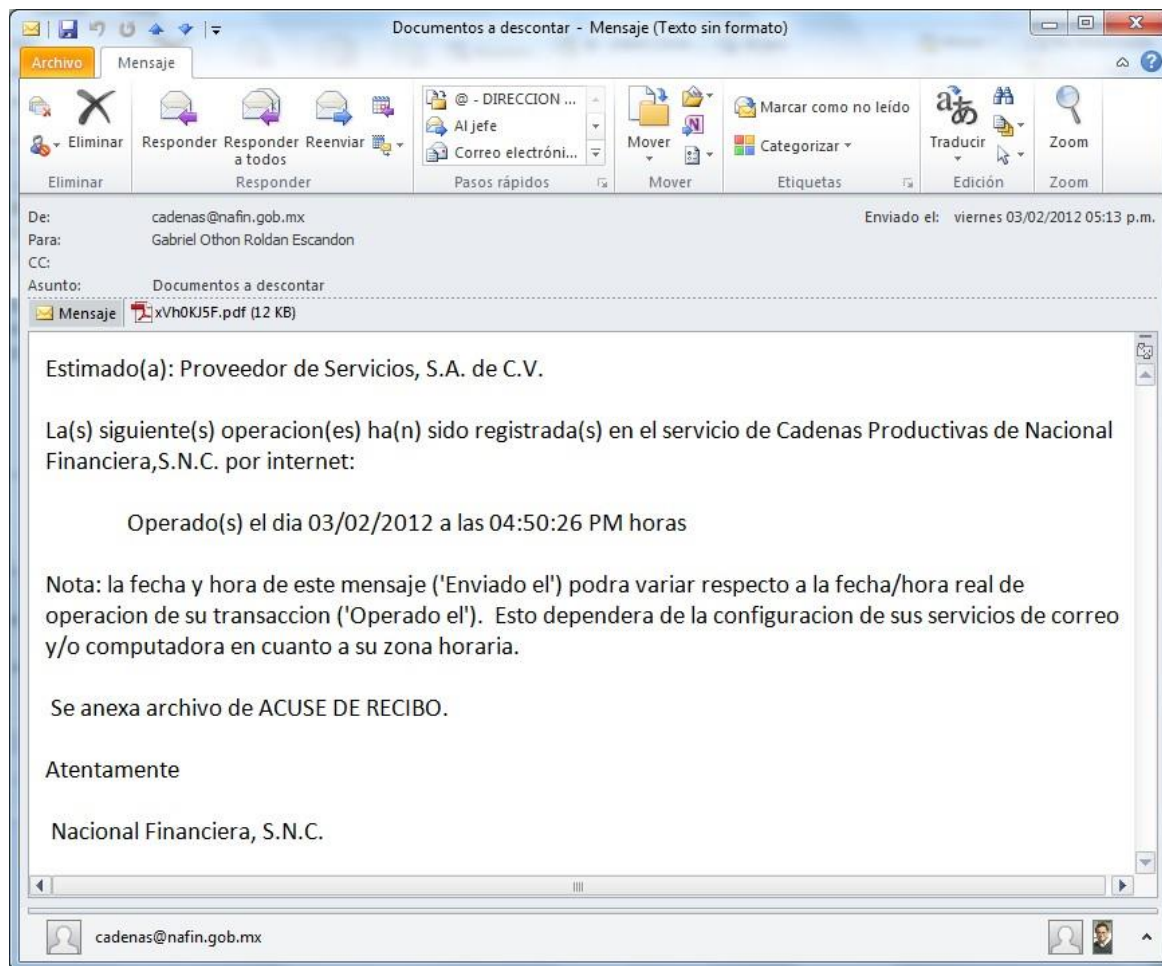 Documentos a descontar - Mensaje (Texto sin formato)
Archivo Mensaje
Eliminar
Responder Responder a todos Reenviar
@ - DIRECCION ...
Al jefe
Correo electróni...
Mover
Marcar como no leído
Categorizar
Traducir
Zoom
Eliminar Responder Pasos rápidos Mover Etiquetas Edición Zoom
De: cadenas@nafin.gob.mx Enviado el: viernes 03/02/2012 05:13 p.m.
Para: Gabriel Othon Roldan Escandon
CC:
Asunto: Documentos a descontar
Mensaje xVh0KJ5F.pdf (12 KB)
Estimado(a): Proveedor de Servicios, S.A. de C.V.
La(s) siguiente(s) operacion(es) ha(n) sido registrada(s) en el servicio de Cadenas Productivas de Nacional
Financiera,S.N.C. por internet:
Operado(s) el dia 03/02/2012 a las 04:50:26 PM horas
Nota: la fecha y hora de este mensaje ('Enviado el') podra variar respecto a la fecha/hora real de
operacion de su transaccion ('Operado el'). Esto dependera de la configuracion de sus servicios de correo
y/o computadora en cuanto a su zona horaria.
Se anexa archivo de ACUSE DE RECIBO.
Atentamente
Nacional Financiera, S.N.C.
cadenas@nafin.gob.mx